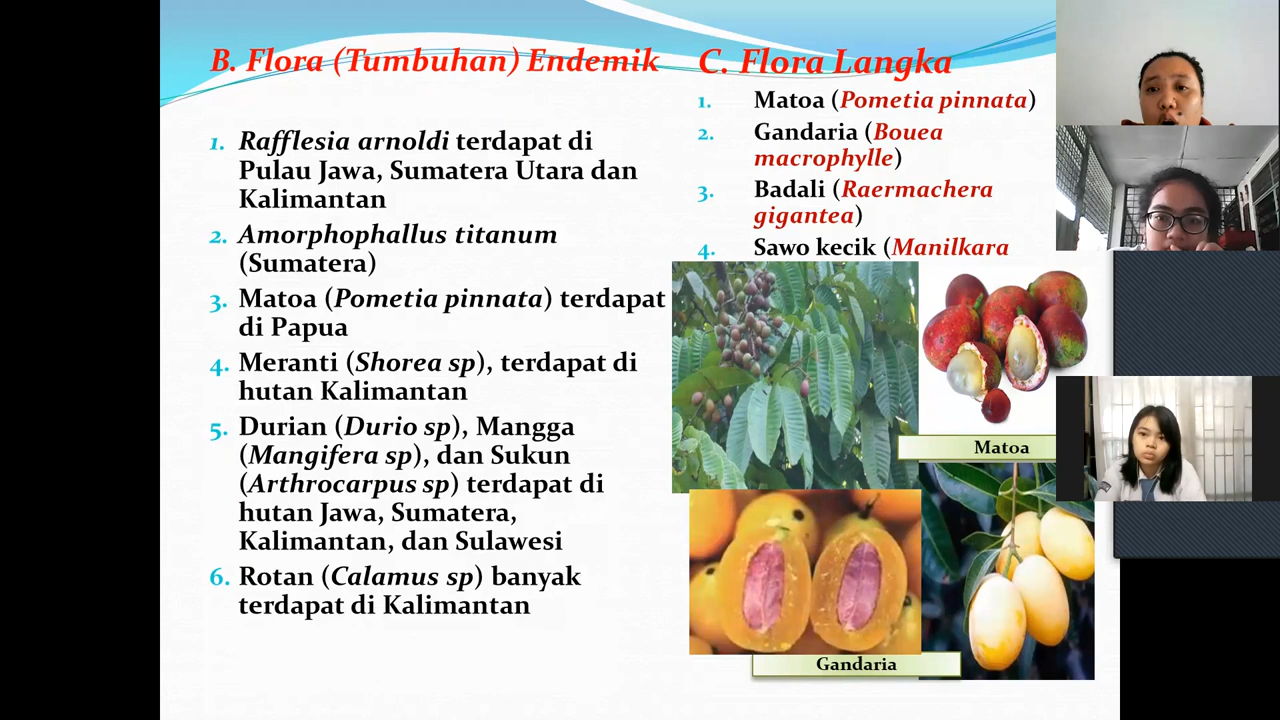 B. Flora (Tumbuhan) Endemik
1. Rafflesia arnoldi terdapat di
Pulau Jawa, Sumatera Utara dan
Kalimantan
2. Amorphophallus titanum
(Sumatera)
3. Matoa (Pometia pinnata) terdapat
di Papua
4. Meranti (Shorea sp), terdapat di
hutan Kalimantan
5. Durian (Durio sp), Mangga
(Mangifera sp), dan Sukun
(Arthrocarpus sp) terdapat di
hutan Jawa, Sumatera,
Kalimantan, dan Sulawesi
6. Rotan (Calamus sp) banyak
terdapat di Kalimantan
C. Flora Langka
1. Matoa (Pometia pinnata)
2. Gandaria (Bouea
macrophylle)
3. Badali (Raermachera
gigantea)
4. Sawo kecik (Manilkara
Matoa
Gandaria